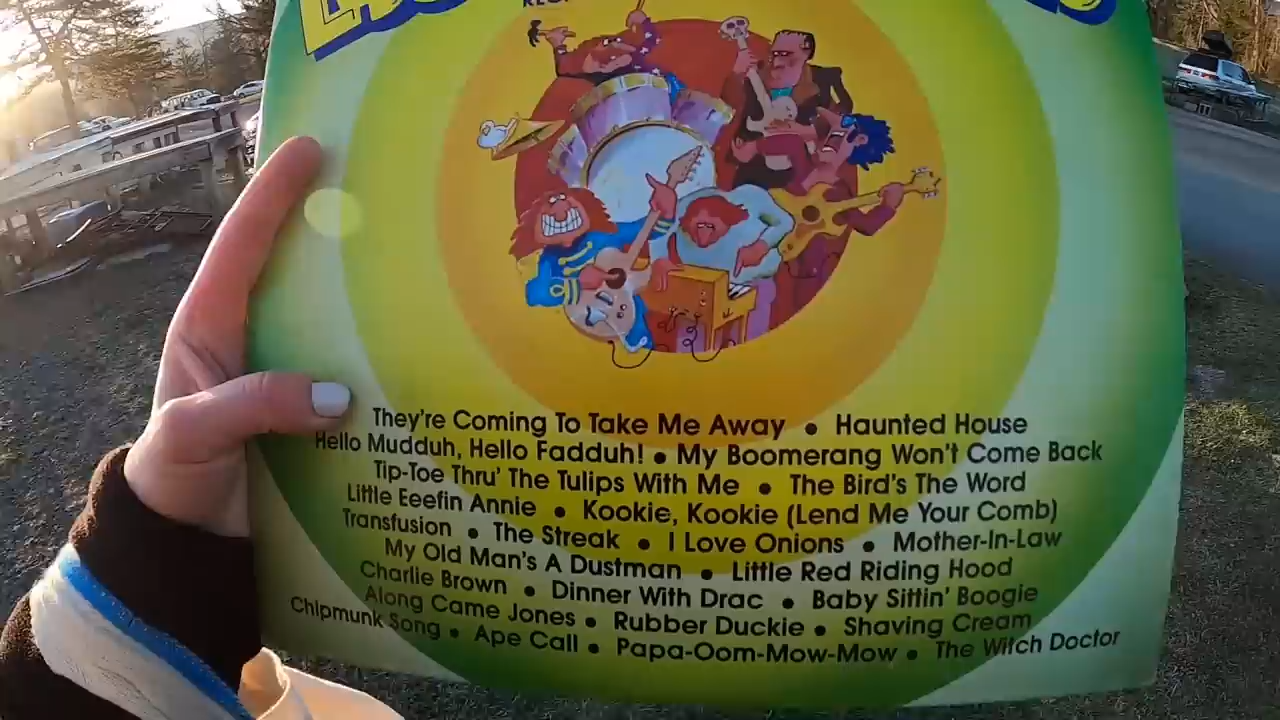 They're Coming To Take Me Away • Haunted House
Hello Mudduh, Hello Fadduh! • My Boomerang Won't Come Back
Tip-Toe Thru' The Tulips With Me • The Bird's The Word
Little Eeefin Annie • Kookie, Kookie (Lend Me Your Comb)
Transfusion • The Streak • I Love Onions • Mother-In-Law
My Old Man's A Dustman • Little Red Riding Hood
Charlie Brown • Dinner With Drac • Baby Sittin' Boogie
Along Came Jones • Rubber Duckie • Shaving Cream
Chipmunk Song • Ape Call • Papa-Oom-Mow-Mow • The Witch Doctor